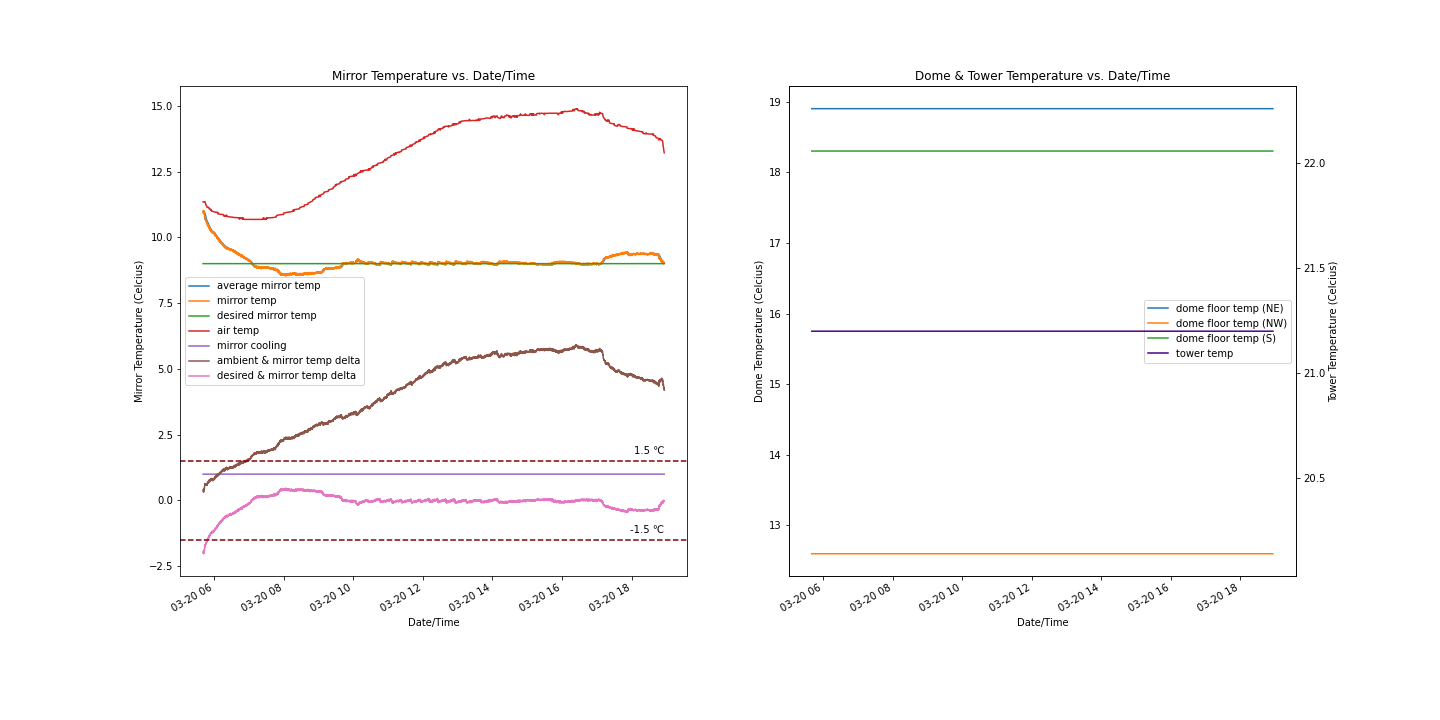 Mirror Temperature vs. Date/Time
Mirror Temperature (Celcius)
15.0
12.5
10.0
7.5
5.0
2.5
0.0
−2.5
average mirror temp
mirror temp
desired mirror temp
air temp
mirror cooling
ambient & mirror temp delta
desired & mirror temp delta
1.5 °C
-1.5 °C
03-20 06
03-20 08
03-20 10
03-20 12
03-20 14
03-20 16
03-20 18
Date/Time
Dome & Tower Temperature vs. Date/Time
Dome Temperature (Celcius)
19
18
17
16
15
14
13
dome floor temp (NE)
dome floor temp (NW)
dome floor temp (S)
tower temp
22.0
21.5
21.0
20.5
Tower Temperature (Celcius)
03-20 06
03-20 08
03-20 10
03-20 12
03-20 14
03-20 16
03-20 18
Date/Time